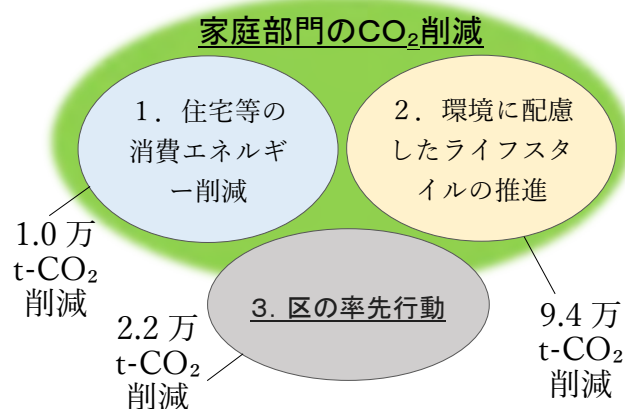 家庭部門のCO₂削減
1．住宅等の
消費エネルギ
ー削減
2．環境に配慮
したライフスタ
イルの推進
1.0 万
t-CO₂
削減
3. 区の率先行動
2.2 万
t-CO₂
削減
9.4 万
t-CO₂
削減